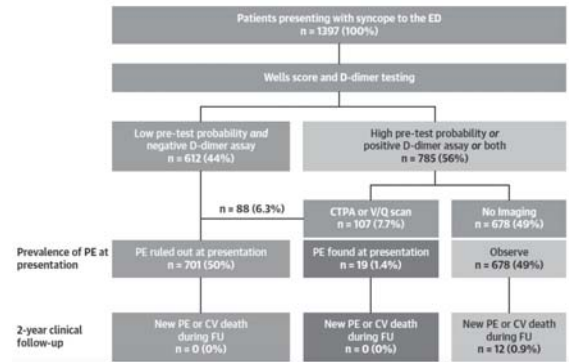 Patients presenting with syncope to the ED
n = 1397 (100%)
Wells score and D-dimer testing
Low pre-test probability and
negative D-dimer assay
n = 612 (44%)
High pre-test probability or
positive D-dimer assay or both
n = 785 (56%)
n = 88 (6.3%)
CTPA or V/Q scan
n = 107 (7.7%)
No Imaging
n = 678 (49%)
Prevalence of PE at
presentation
PE ruled out at presentation
n = 701 (50%)
PE found at presentation
n = 19 (1.4%)
Observe
n = 678 (49%)
2-year clinical
follow-up
New PE or CV death
during FU
n = 0 (0%)
New PE or CV death
during FU
n = 0 (0%)
New PE or CV death
during FU
n = 12 (0.9%)